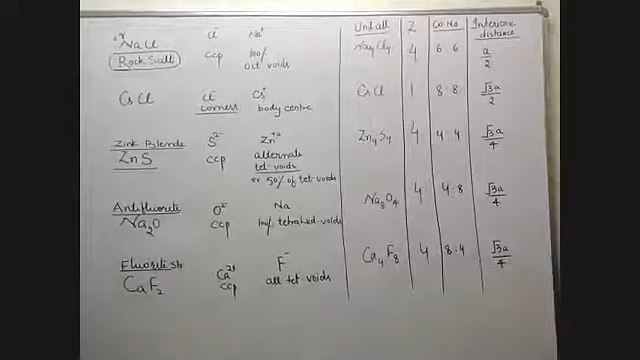 Unit cell Z Co.No Interionic distance
NaCl Cl⁻ Na⁺ Na4Cl4 4 6:6 a/2
Rock Salt ccp 100% oct voids
CsCl Cl⁻ corners Cs⁺ body centre CsCl 1 8:8 √3a/2
Zink Blende S²⁻ Zn⁺² Zn4S4 4 4:4 √3a/4
ZnS ccp alternate tet voids
or 50% of tet voids
Antifluorite O²⁻ Na Na8O4 4 4:8 √3a/4
Na2O ccp 100% tetrahed voids
Fluorite Str Ca²⁺ F⁻ Ca4F8 4 8:4 √3a/4
CaF2 ccp all tet voids